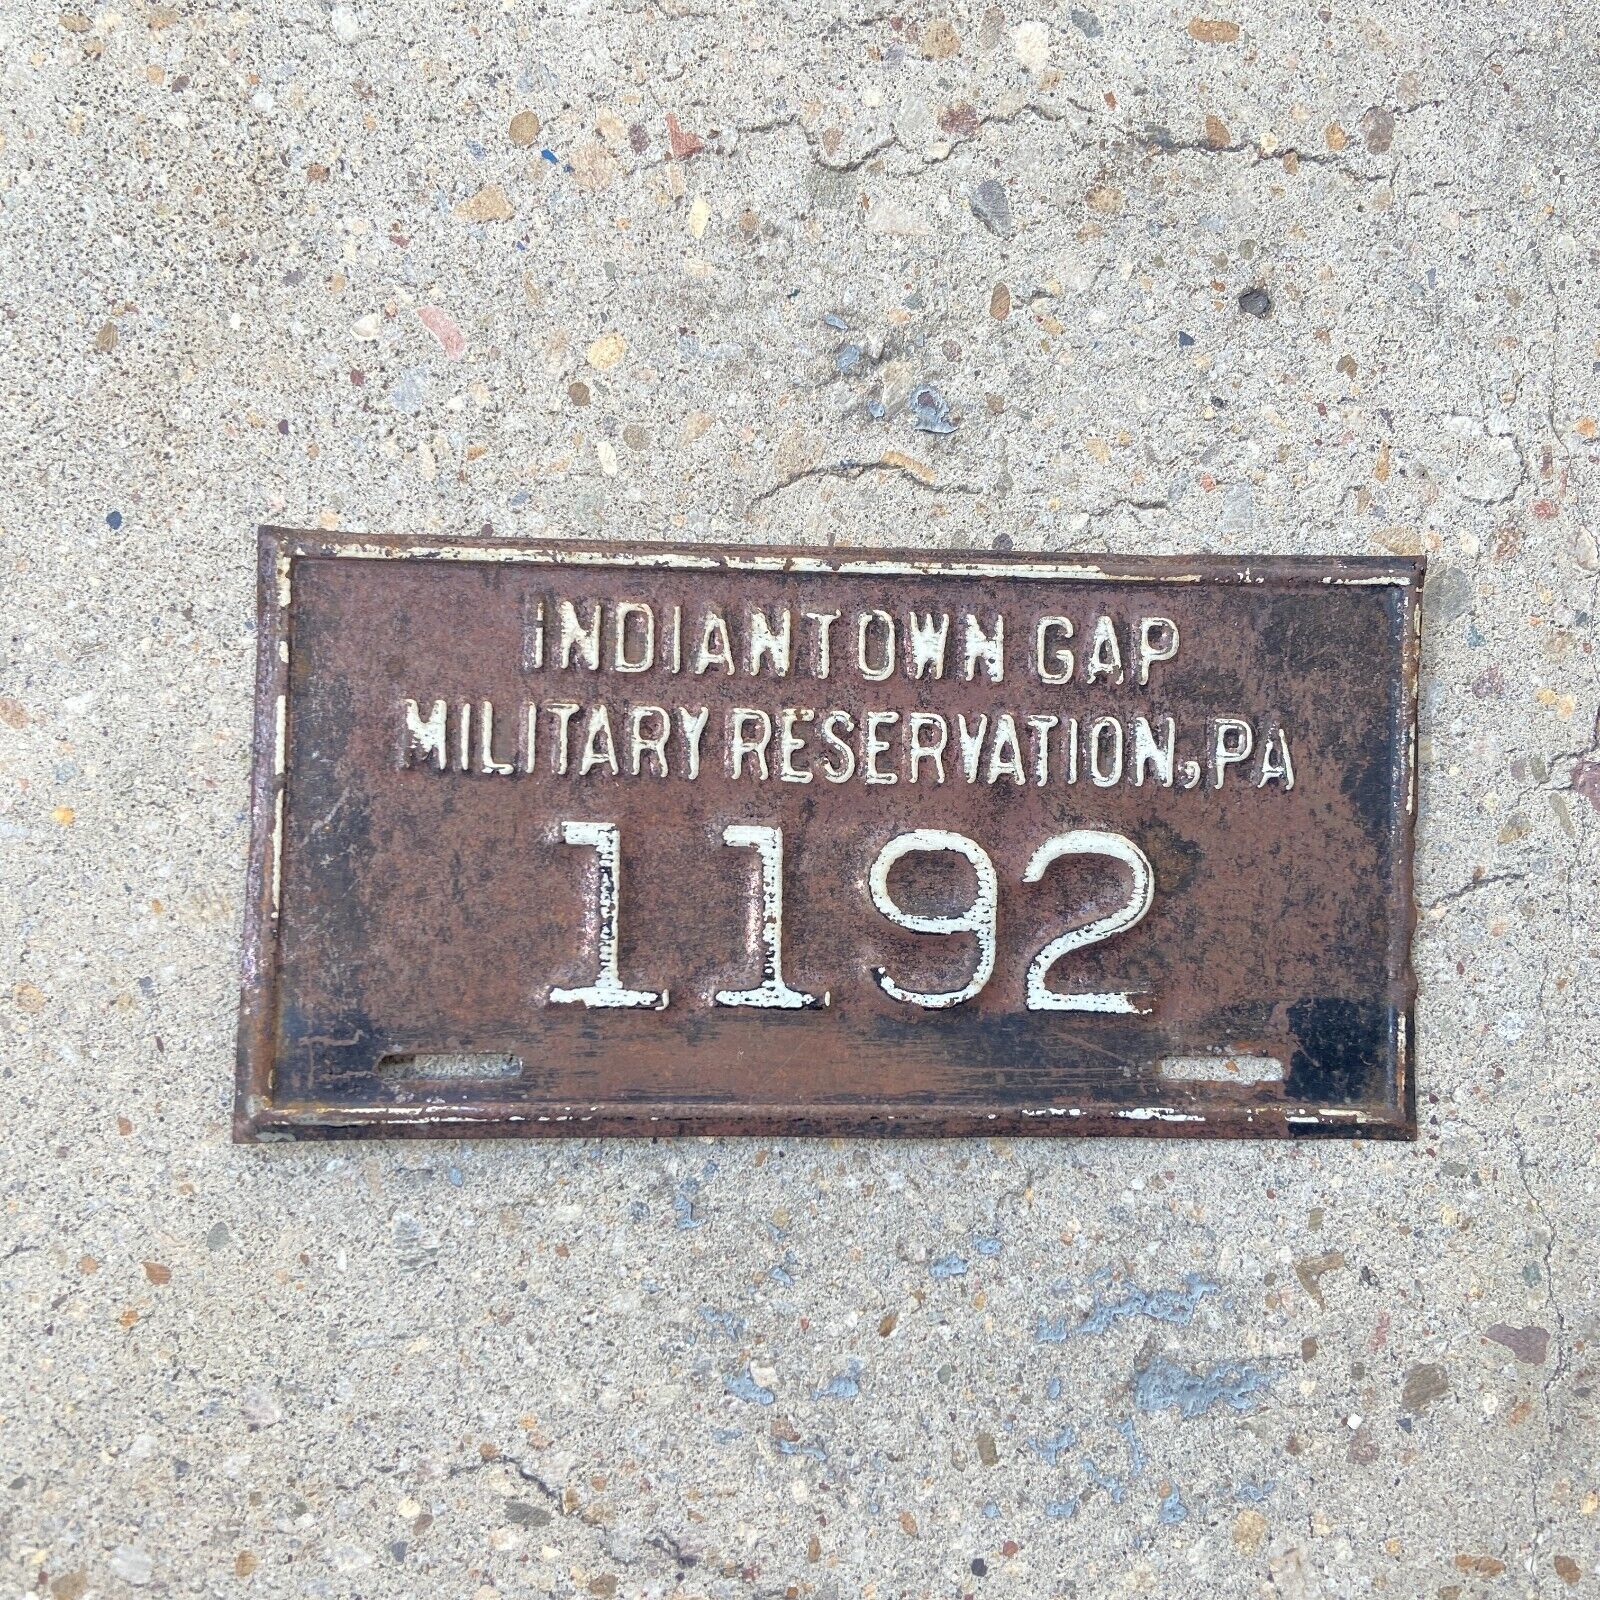 INDIANTOWN GAP
MILITARY RESERVATION, PA
1192